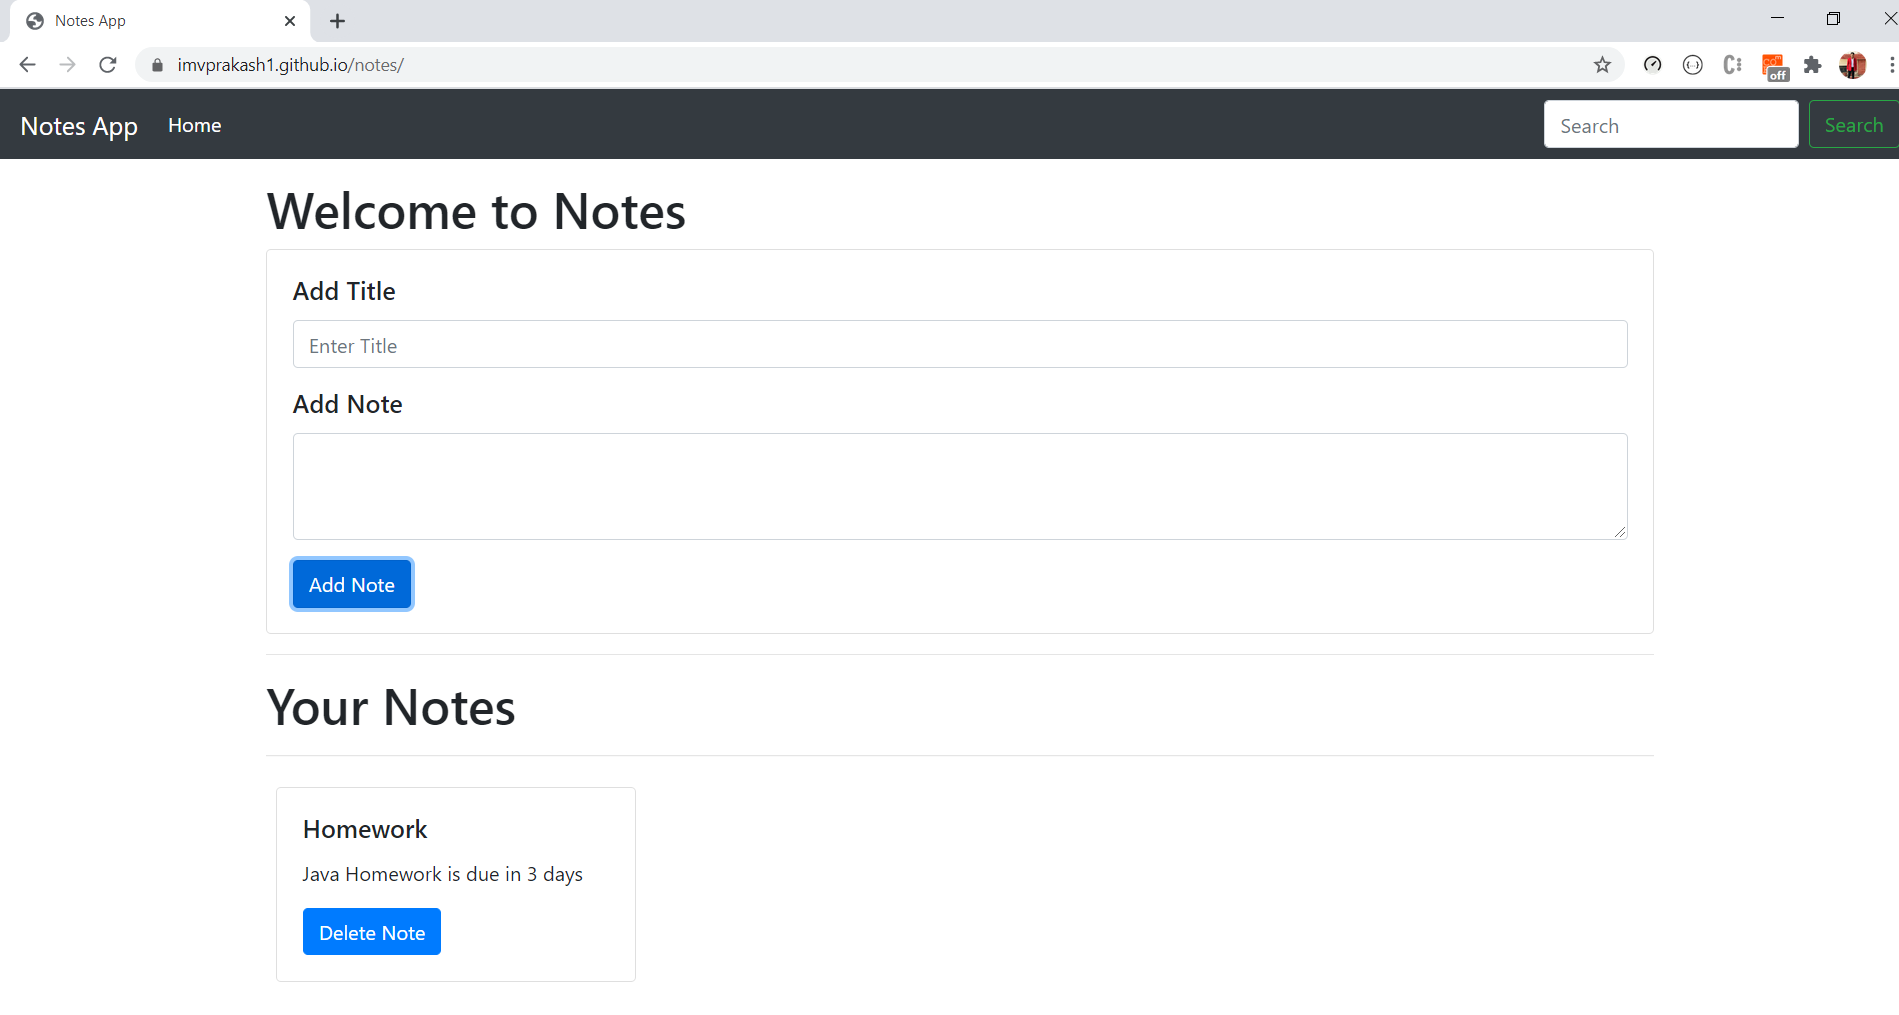 Notes App
imvprakash1.github.io/notes/
off
Notes App Home Search Search
Welcome to Notes
Add Title
Enter Title
Add Note
Add Note
Your Notes
Homework
Java Homework is due in 3 days
Delete Note